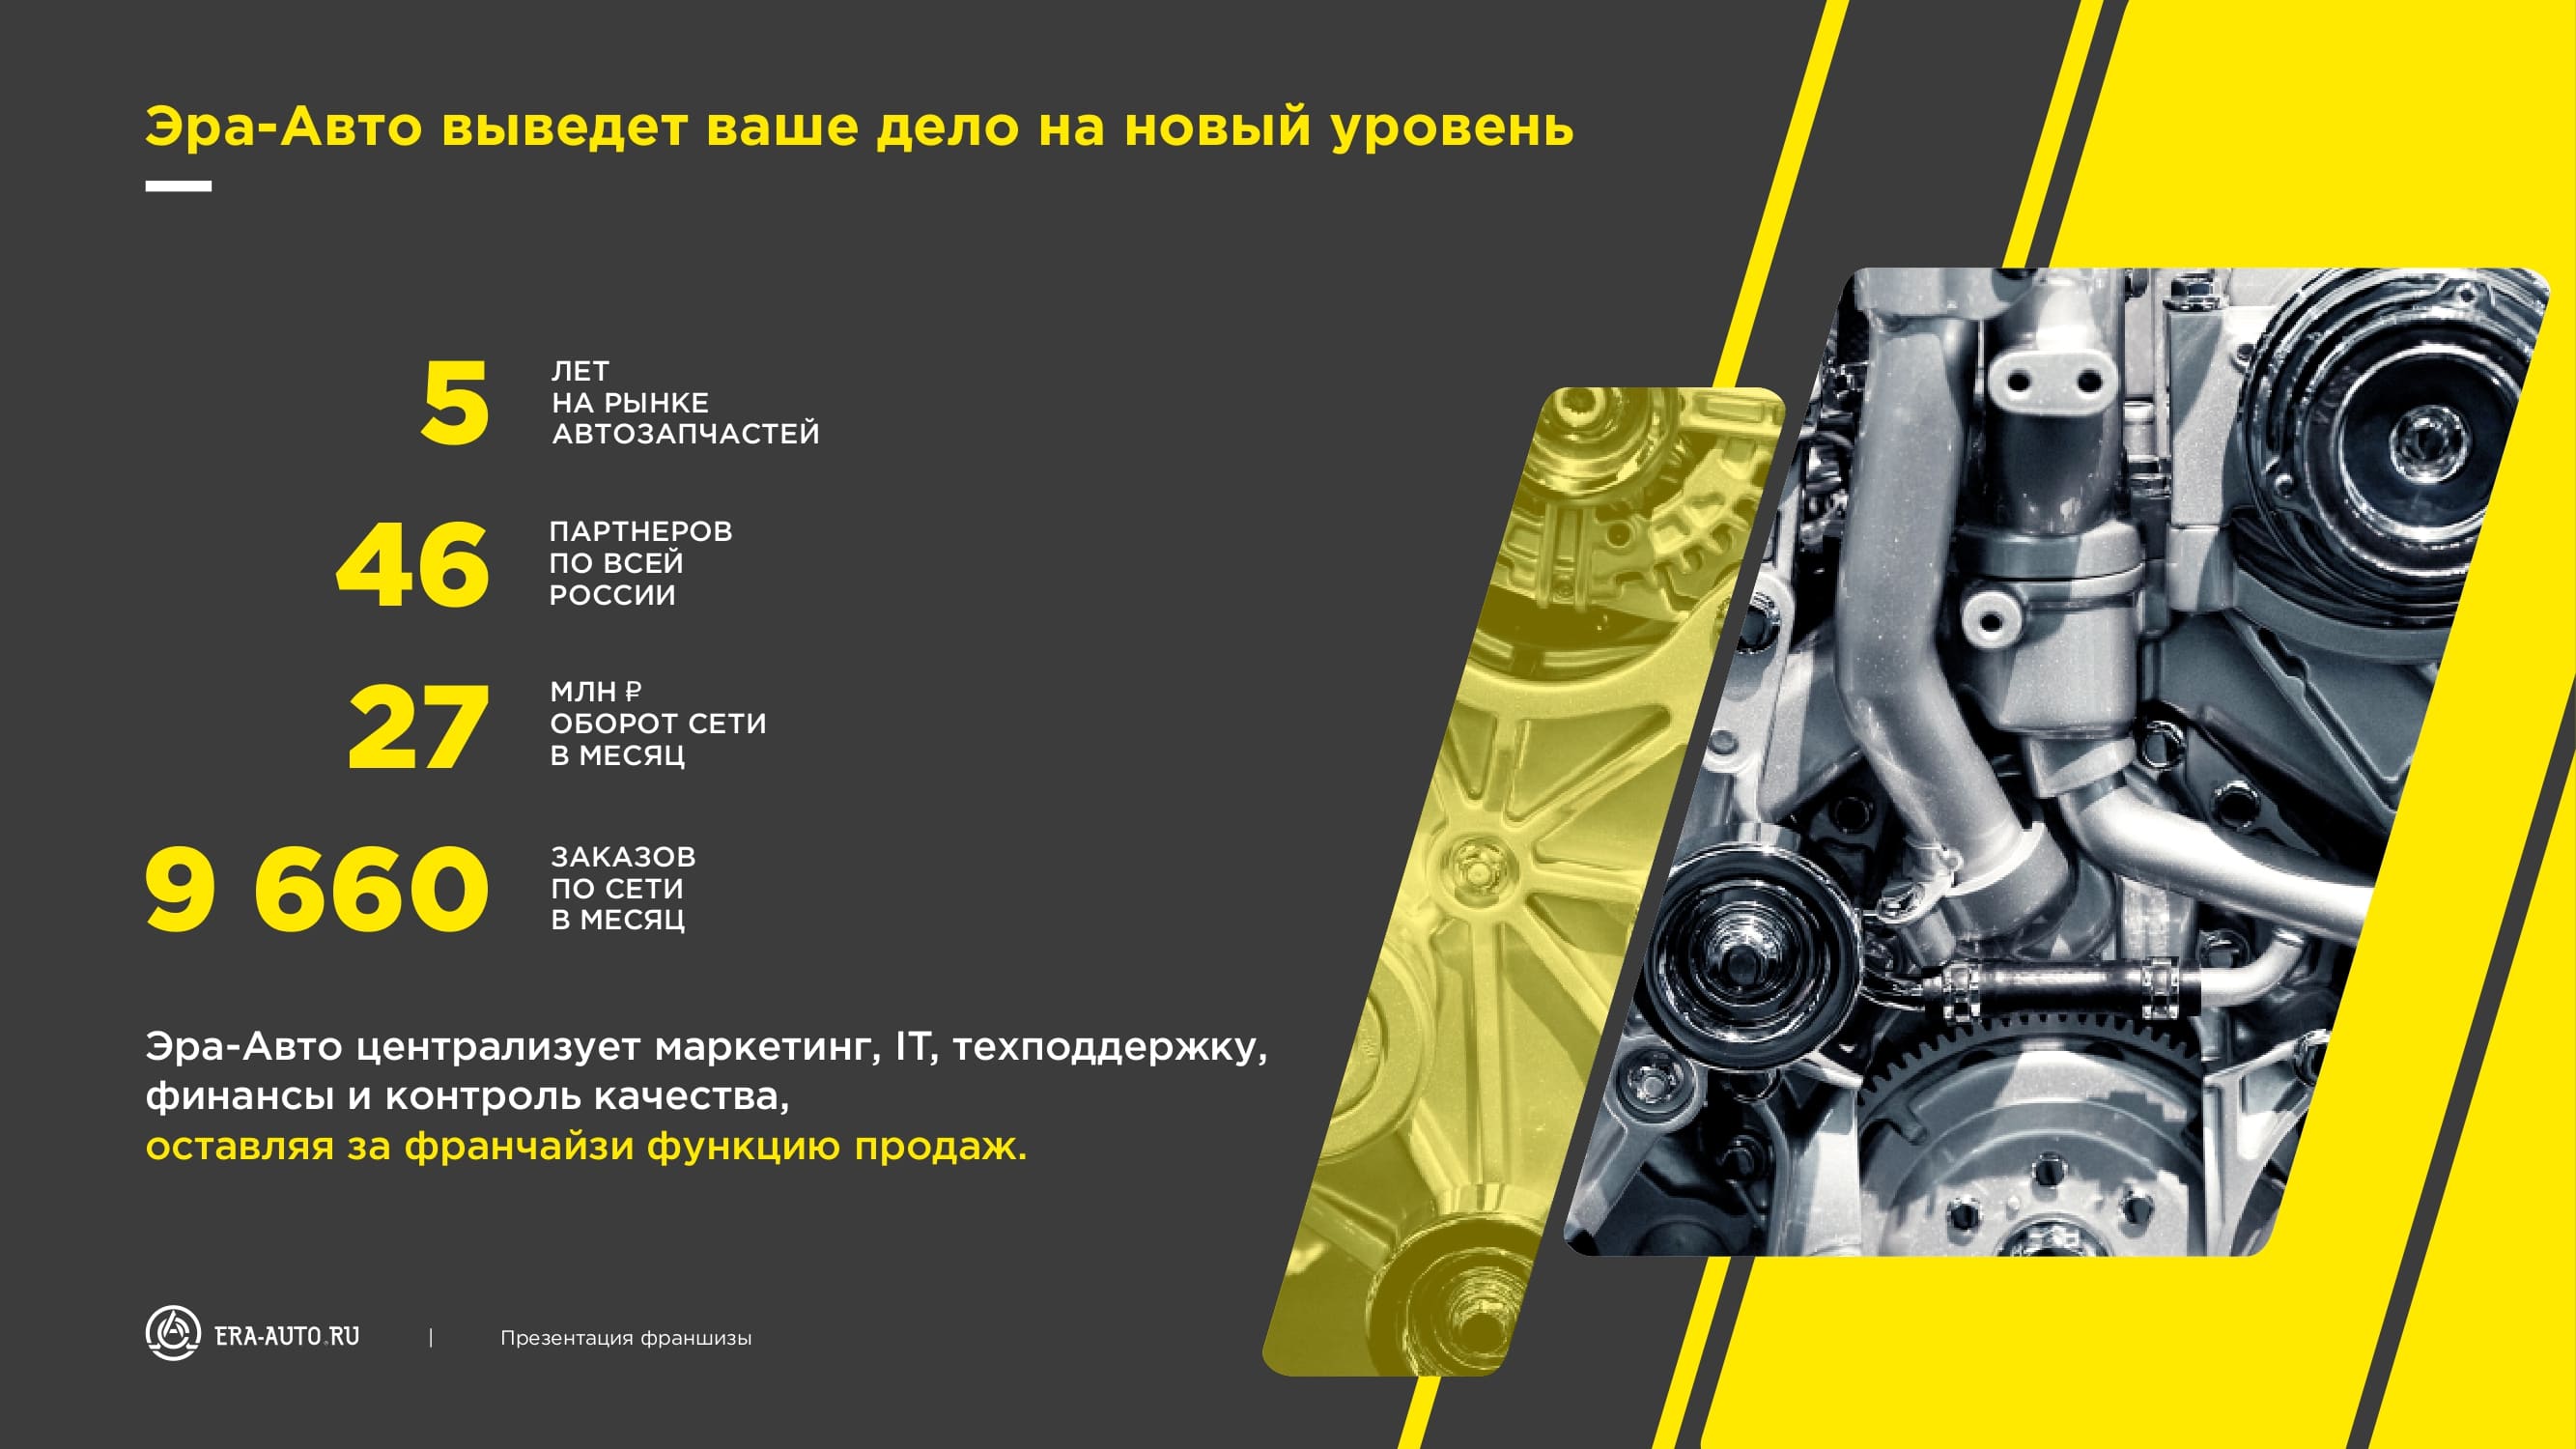 Эра-Авто выведет ваше дело на новый уровень
5
ЛЕТ
НА РЫНКЕ
АВТОЗАПЧАСТЕЙ
46
ПАРТНЕРОВ
ПО ВСЕЙ
РОССИИ
27
МЛН ₽
ОБОРОТ СЕТИ
В МЕСЯЦ
9 660
ЗАКАЗОВ
ПО СЕТИ
В МЕСЯЦ
Эра-Авто централизует маркетинг, IT, техподдержку,
финансы и контроль качества,
оставляя за франчайзи функцию продаж.
ERA-AUTO.RU | Презентация франшизы